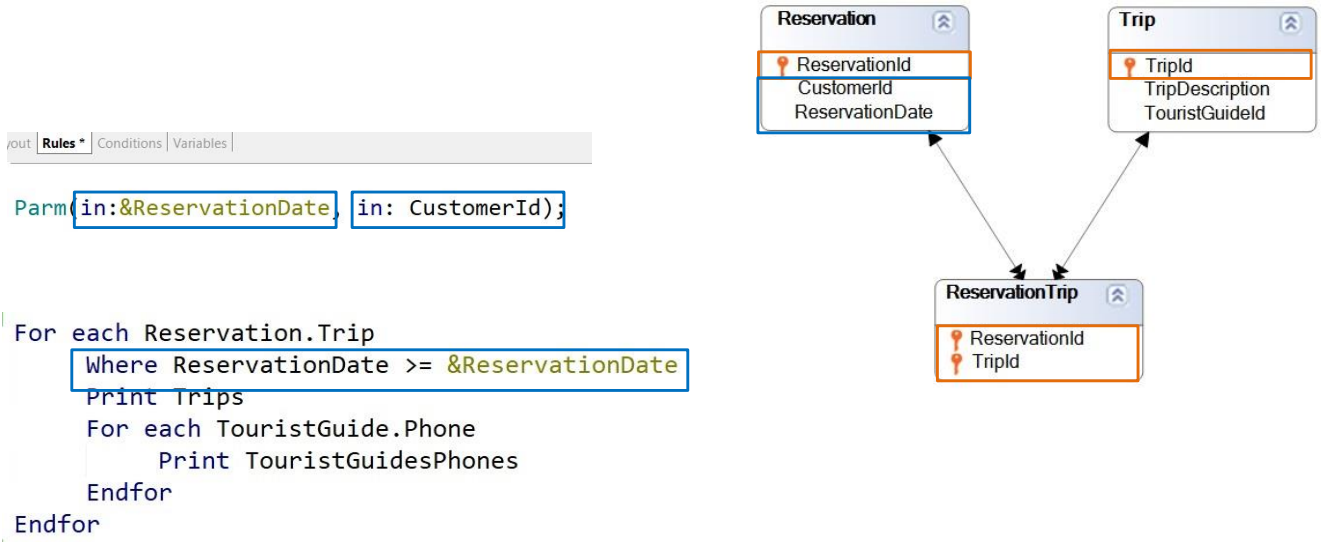 yout Rules * Conditions Variables
Parm(in:&ReservationDate, in: CustomerId);
For each Reservation.Trip
Where ReservationDate >= &ReservationDate
Print Trips
For each TouristGuide.Phone
Print TouristGuidesPhones
Endfor
Endfor
Reservation
ReservationId
CustomerId
ReservationDate
Trip
TripId
TripDescription
TouristGuideId
ReservationTrip
ReservationId
TripId